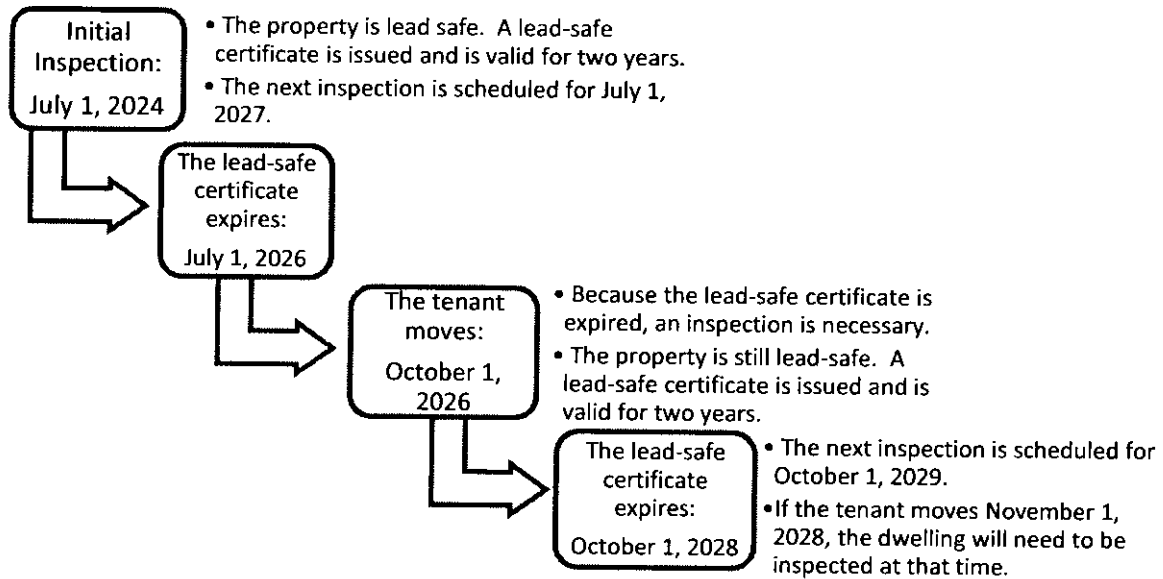 Initial
Inspection:
July 1, 2024
• The property is lead safe. A lead-safe
certificate is issued and is valid for two years.
• The next inspection is scheduled for July 1,
2027.
The lead-safe
certificate
expires:
July 1, 2026
The tenant
moves:
October 1,
2026
• Because the lead-safe certificate is
expired, an inspection is necessary.
• The property is still lead-safe. A
lead-safe certificate is issued and is
valid for two years.
The lead-safe
certificate
expires:
October 1, 2028
• The next inspection is scheduled for
October 1, 2029.
•If the tenant moves November 1,
2028, the dwelling will need to be
inspected at that time.